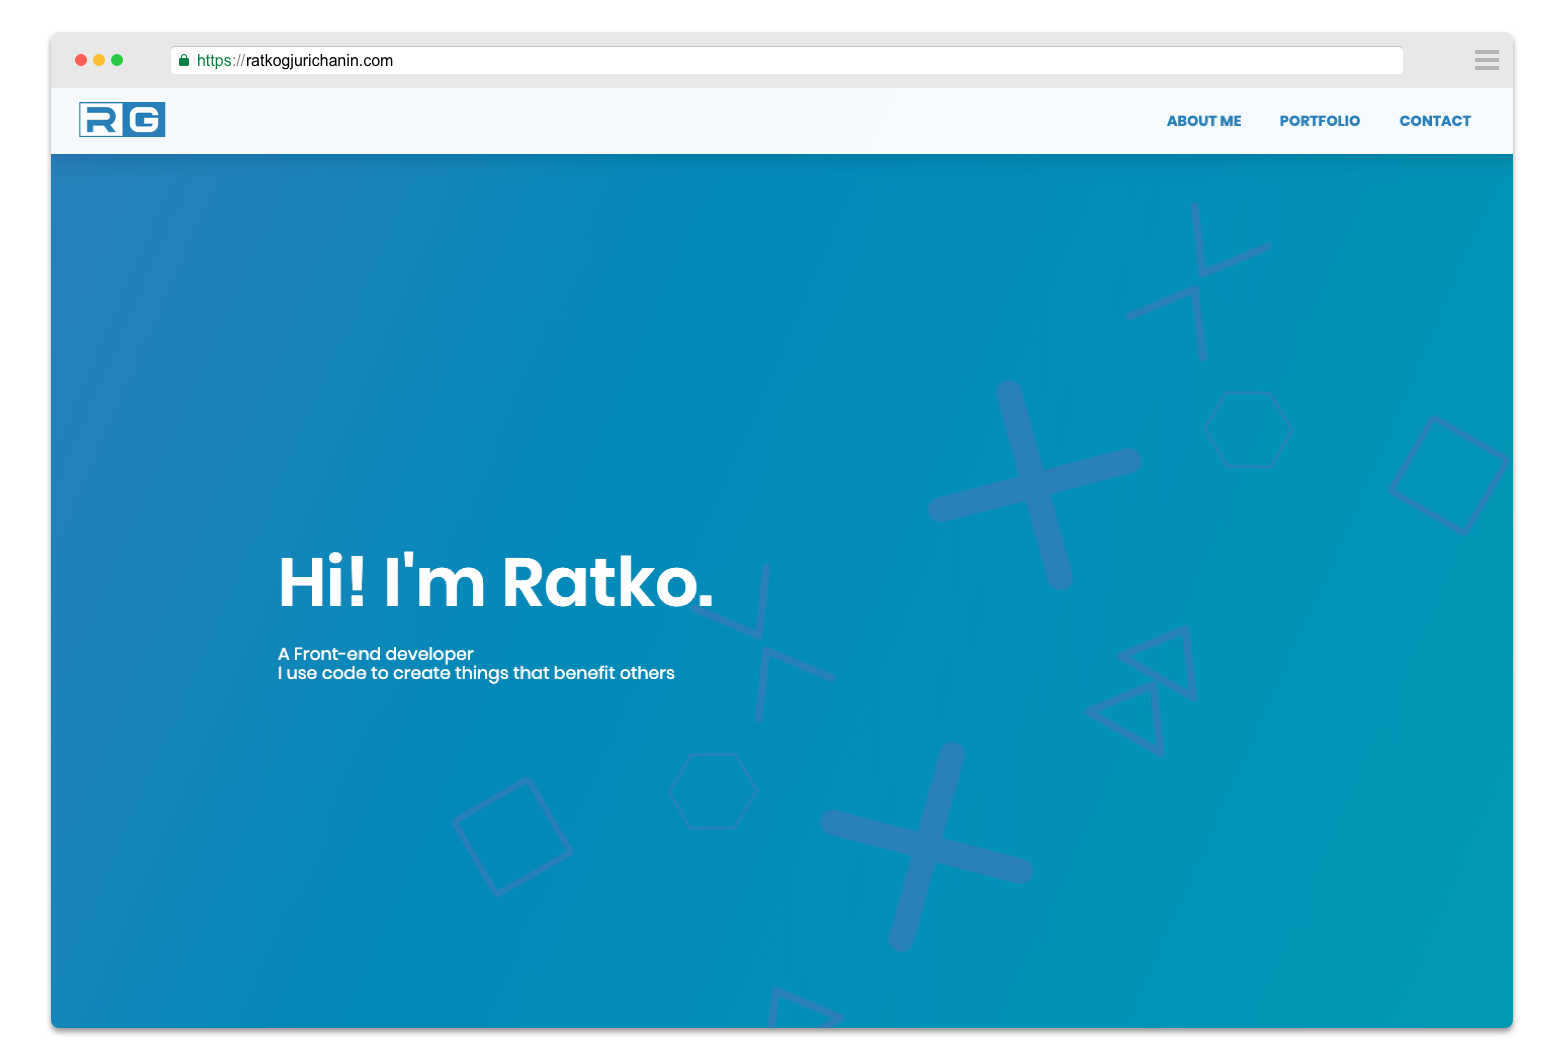 https://ratkogjurichanin.com
RG
ABOUT ME
PORTFOLIO
CONTACT
Hi! I'm Ratko.
A Front-end developer
I use code to create things that benefit others